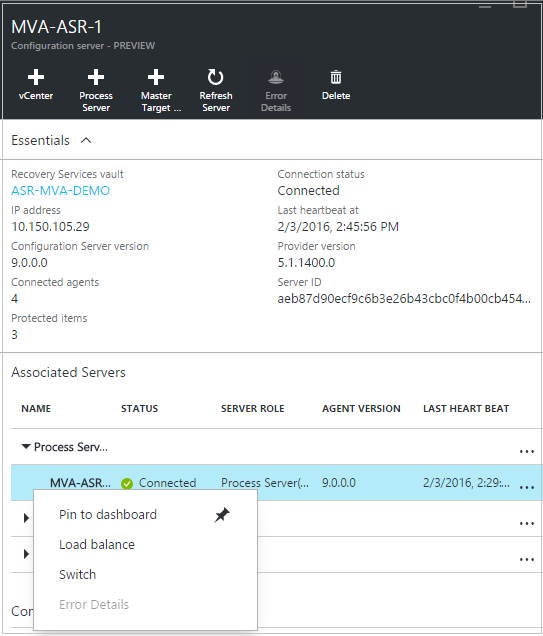 MVA-ASR-1
Configuration server - PREVIEW
vCenter
Process Server
Master Target ...
Refresh Server
Error Details
Delete
Essentials
Recovery Services vault
ASR-MVA-DEMO
Connection status
Connected
IP address
10.150.105.29
Last heartbeat at
2/3/2016, 2:45:56 PM
Configuration Server version
9.0.0.0
Provider version
5.1.1400.0
Connected agents
4
Server ID
aeb87d90ecf9c6b3e26b43cbc0f4b00cb454...
Protected items
3
Associated Servers
NAME STATUS SERVER ROLE AGENT VERSION LAST HEART BEAT
Process Serv... ...
MVA-ASR... Connected Process Server(... 9.0.0.0 2/3/2016, 2:29:... ...
Pin to dashboard
...
Load balance
Switch
...
Error Details
Co